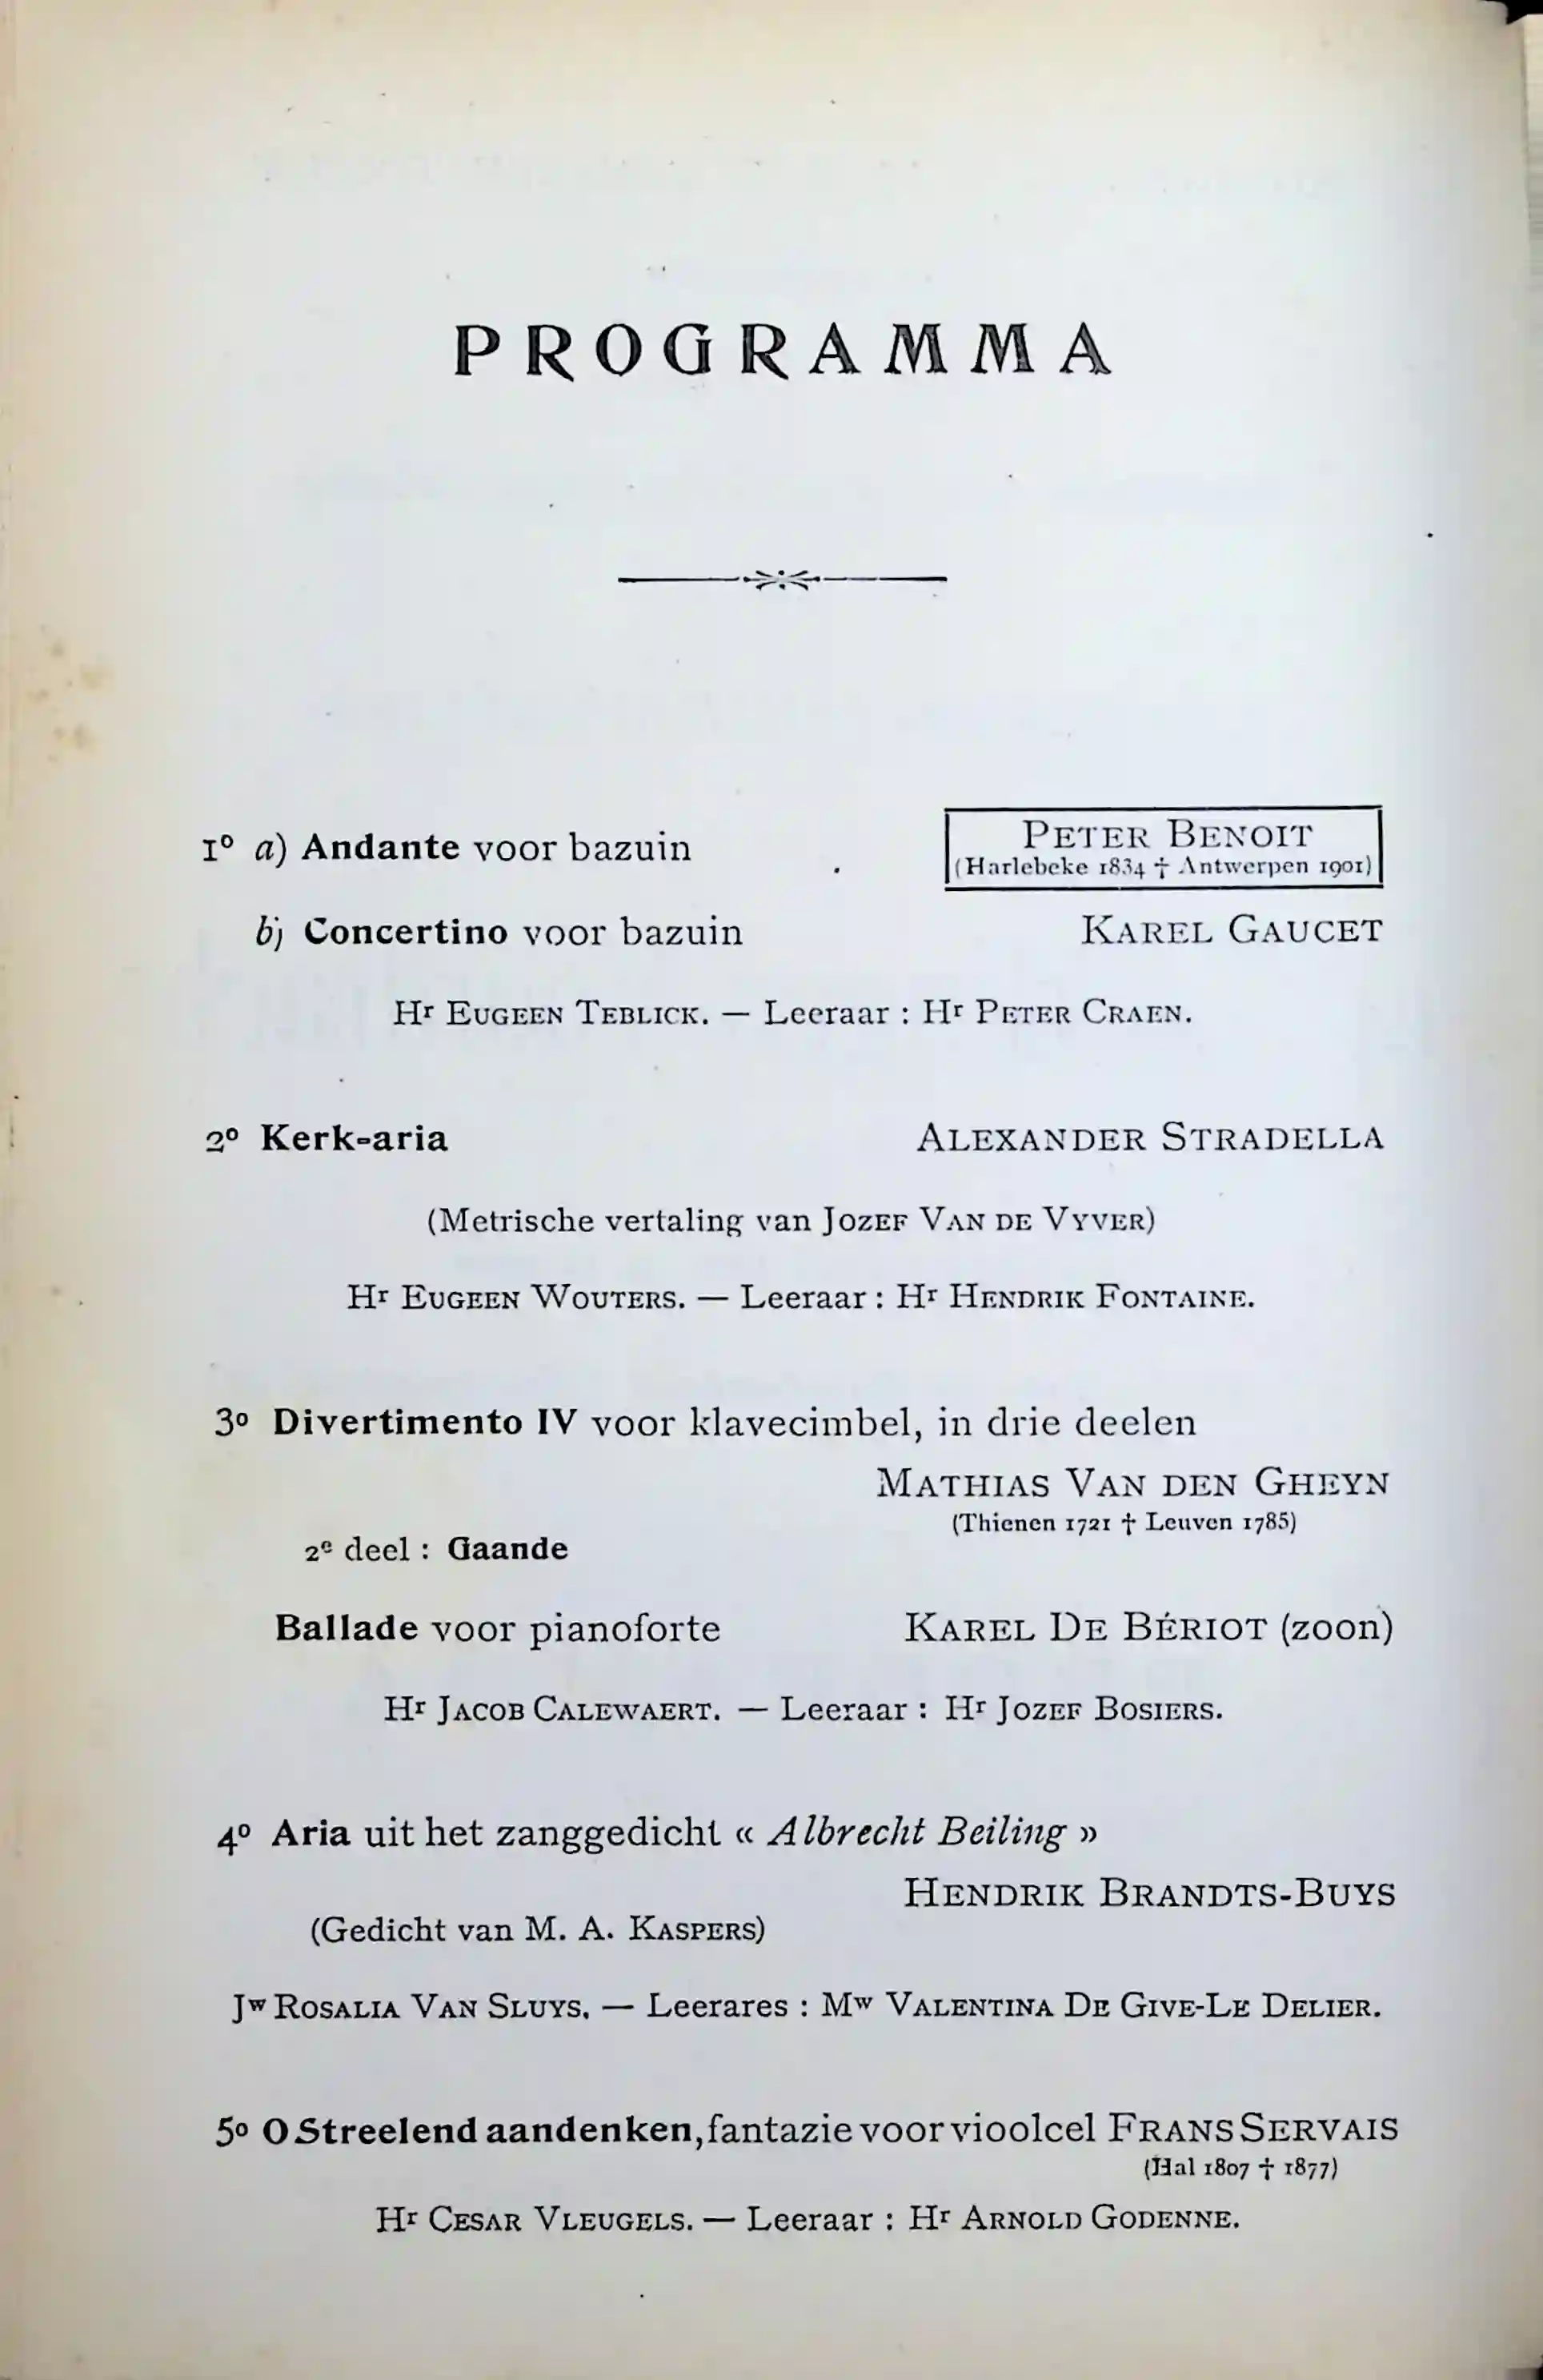 PROGRAMMA
1º a) Andante voor bazuin
PETER BENOIT
(Harlebeke 1834 † Antwerpen 1901)
b) Concertino voor bazuin KAREL GAUCET
Hr EUGEEN TEBLICK. — Leeraar : Hr PETER CRAEN.
2º Kerk-aria ALEXANDER STRADELLA
(Metrische vertaling van JOZEF VAN DE VYVER)
Hr EUGEEN WOUTERS. — Leeraar : Hr HENDRIK FONTAINE.
3º Divertimento IV voor klavecimbel, in drie deelen
MATHIAS VAN DEN GHEYN
(Thienen 1721 † Leuven 1785)
2e deel : Gaande
Ballade voor pianoforte KAREL DE BÉRIOT (zoon)
Hr JACOB CALEWAERT. — Leeraar : Hr JOZEF BOSIERS.
4º Aria uit het zanggedicht « Albrecht Beiling »
HENDRIK BRANDTS-BUYS
(Gedicht van M. A. KASPERS)
Jw ROSALIA VAN SLUYS. — Leerares : Mw VALENTINA DE GIVE-LE DELIER.
5º O Streelend aandenken, fantazie voor vioolcel FRANS SERVAIS
(Hal 1807 † 1877)
Hr CESAR VLEUGELS. — Leeraar : Hr ARNOLD GODENNE.